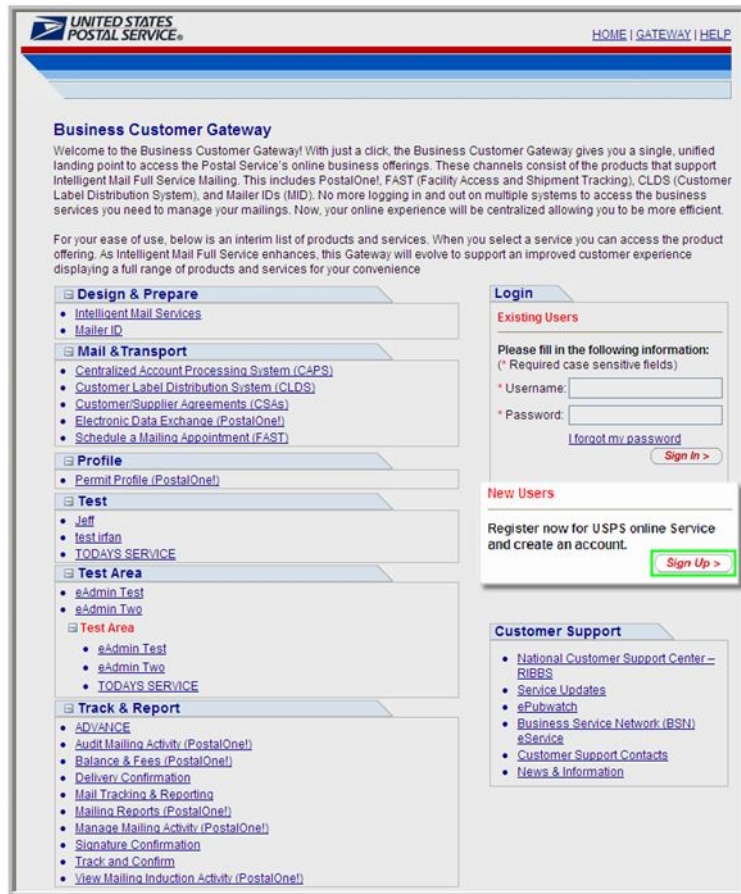 UNITED STATES
POSTAL SERVICE®
HOME | GATEWAY | HELP
Business Customer Gateway
Welcome to the Business Customer Gateway! With just a click, the Business Customer Gateway gives you a single, unified
landing point to access the Postal Service's online business offerings. These channels consist of the products that support
Intelligent Mail Full Service Mailing. This includes PostalOne!, FAST (Facility Access and Shipment Tracking), CLDS (Customer
Label Distribution System), and Mailer IDs (MID). No more logging in and out on multiple systems to access the business
services you need to manage your mailings. Now, your online experience will be centralized allowing you to be more efficient.
For your ease of use, below is an interim list of products and services. When you select a service you can access the product
offering. As Intelligent Mail Full Service enhances, this Gateway will evolve to support an improved customer experience
displaying a full range of products and services for your convenience
Design & Prepare
• Intelligent Mail Services
• Mailer ID
Mail &Transport
• Centralized Account Processing System (CAPS)
• Customer Label Distribution System (CLDS)
• Customer/Supplier Agreements (CSAs)
• Electronic Data Exchange (PostalOne!)
• Schedule a Mailing Appointment (FAST)
Profile
• Permit Profile (PostalOne!)
Test
• Jeff
• test irfan
• TODAYS SERVICE
Test Area
• eAdmin Test
• eAdmin Two
Test Area
• eAdmin Test
• eAdmin Two
• TODAYS SERVICE
Track & Report
• ADVANCE
• Audit Mailing Activity (PostalOne!)
• Balance & Fees (PostalOne!)
• Delivery Confirmation
• Mail Tracking & Reporting
• Mailing Reports (PostalOne!)
• Manage Mailing Activity (PostalOne!)
• Signature Confirmation
• Track and Confirm
• View Mailing Induction Activity (PostalOne!)
Login
Existing Users
Please fill in the following information:
(* Required case sensitive fields)
* Username:
* Password:
I forgot my password
Sign In >
New Users
Register now for USPS online Service
and create an account.
Sign Up >
Customer Support
• National Customer Support Center –
RIBBS
• Service Updates
• ePubwatch
• Business Service Network (BSN)
eService
• Customer Support Contacts
• News & Information